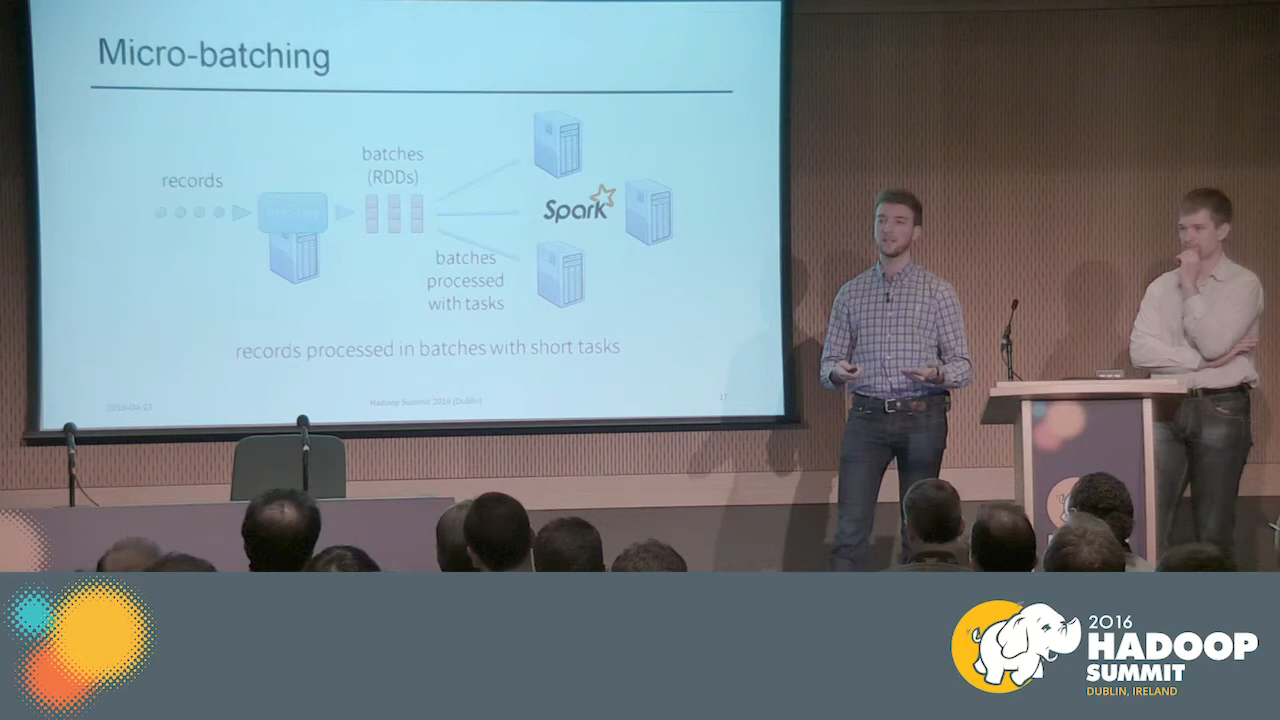 Micro-batching
records
batches
(RDDs)
Spark
batches
processed
with tasks
records processed in batches with short tasks
Hadoop Summit 2016 (Dublin)
17
2016
HADOOP
SUMMIT
DUBLIN, IRELAND